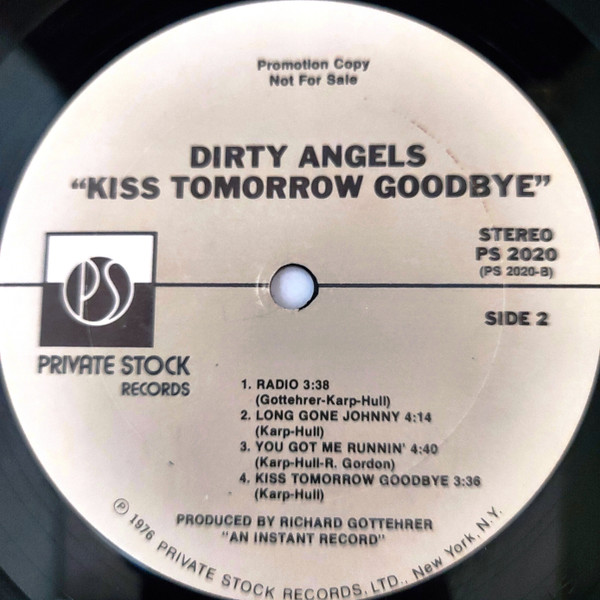 Promotion Copy
Not For Sale
DIRTY ANGELS
"KISS TOMORROW GOODBYE"
STEREO
PS 2020
(PS 2020-B)
SIDE 2
PS
PRIVATE STOCK
RECORDS
1. RADIO 3:38
(Gottehrer-Karp-Hull)
2. LONG GONE JOHNNY 4:14
(Karp-Hull)
3. YOU GOT ME RUNNIN' 4:40
(Karp-Hull-R. Gordon)
4. KISS TOMORROW GOODBYE 3:36
(Karp-Hull)
PRODUCED BY RICHARD GOTTEHRER
"AN INSTANT RECORD"
℗ 1976 PRIVATE STOCK RECORDS, LTD., New York, N.Y.